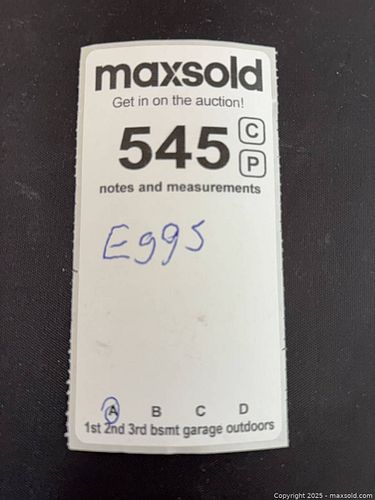 maxsold
Get in on the auction!
545 C
P
notes and measurements
Eggs
A B C D
1st 2nd 3rd bsmt garage outdoors
Copyright © 2025 - maxsold.com